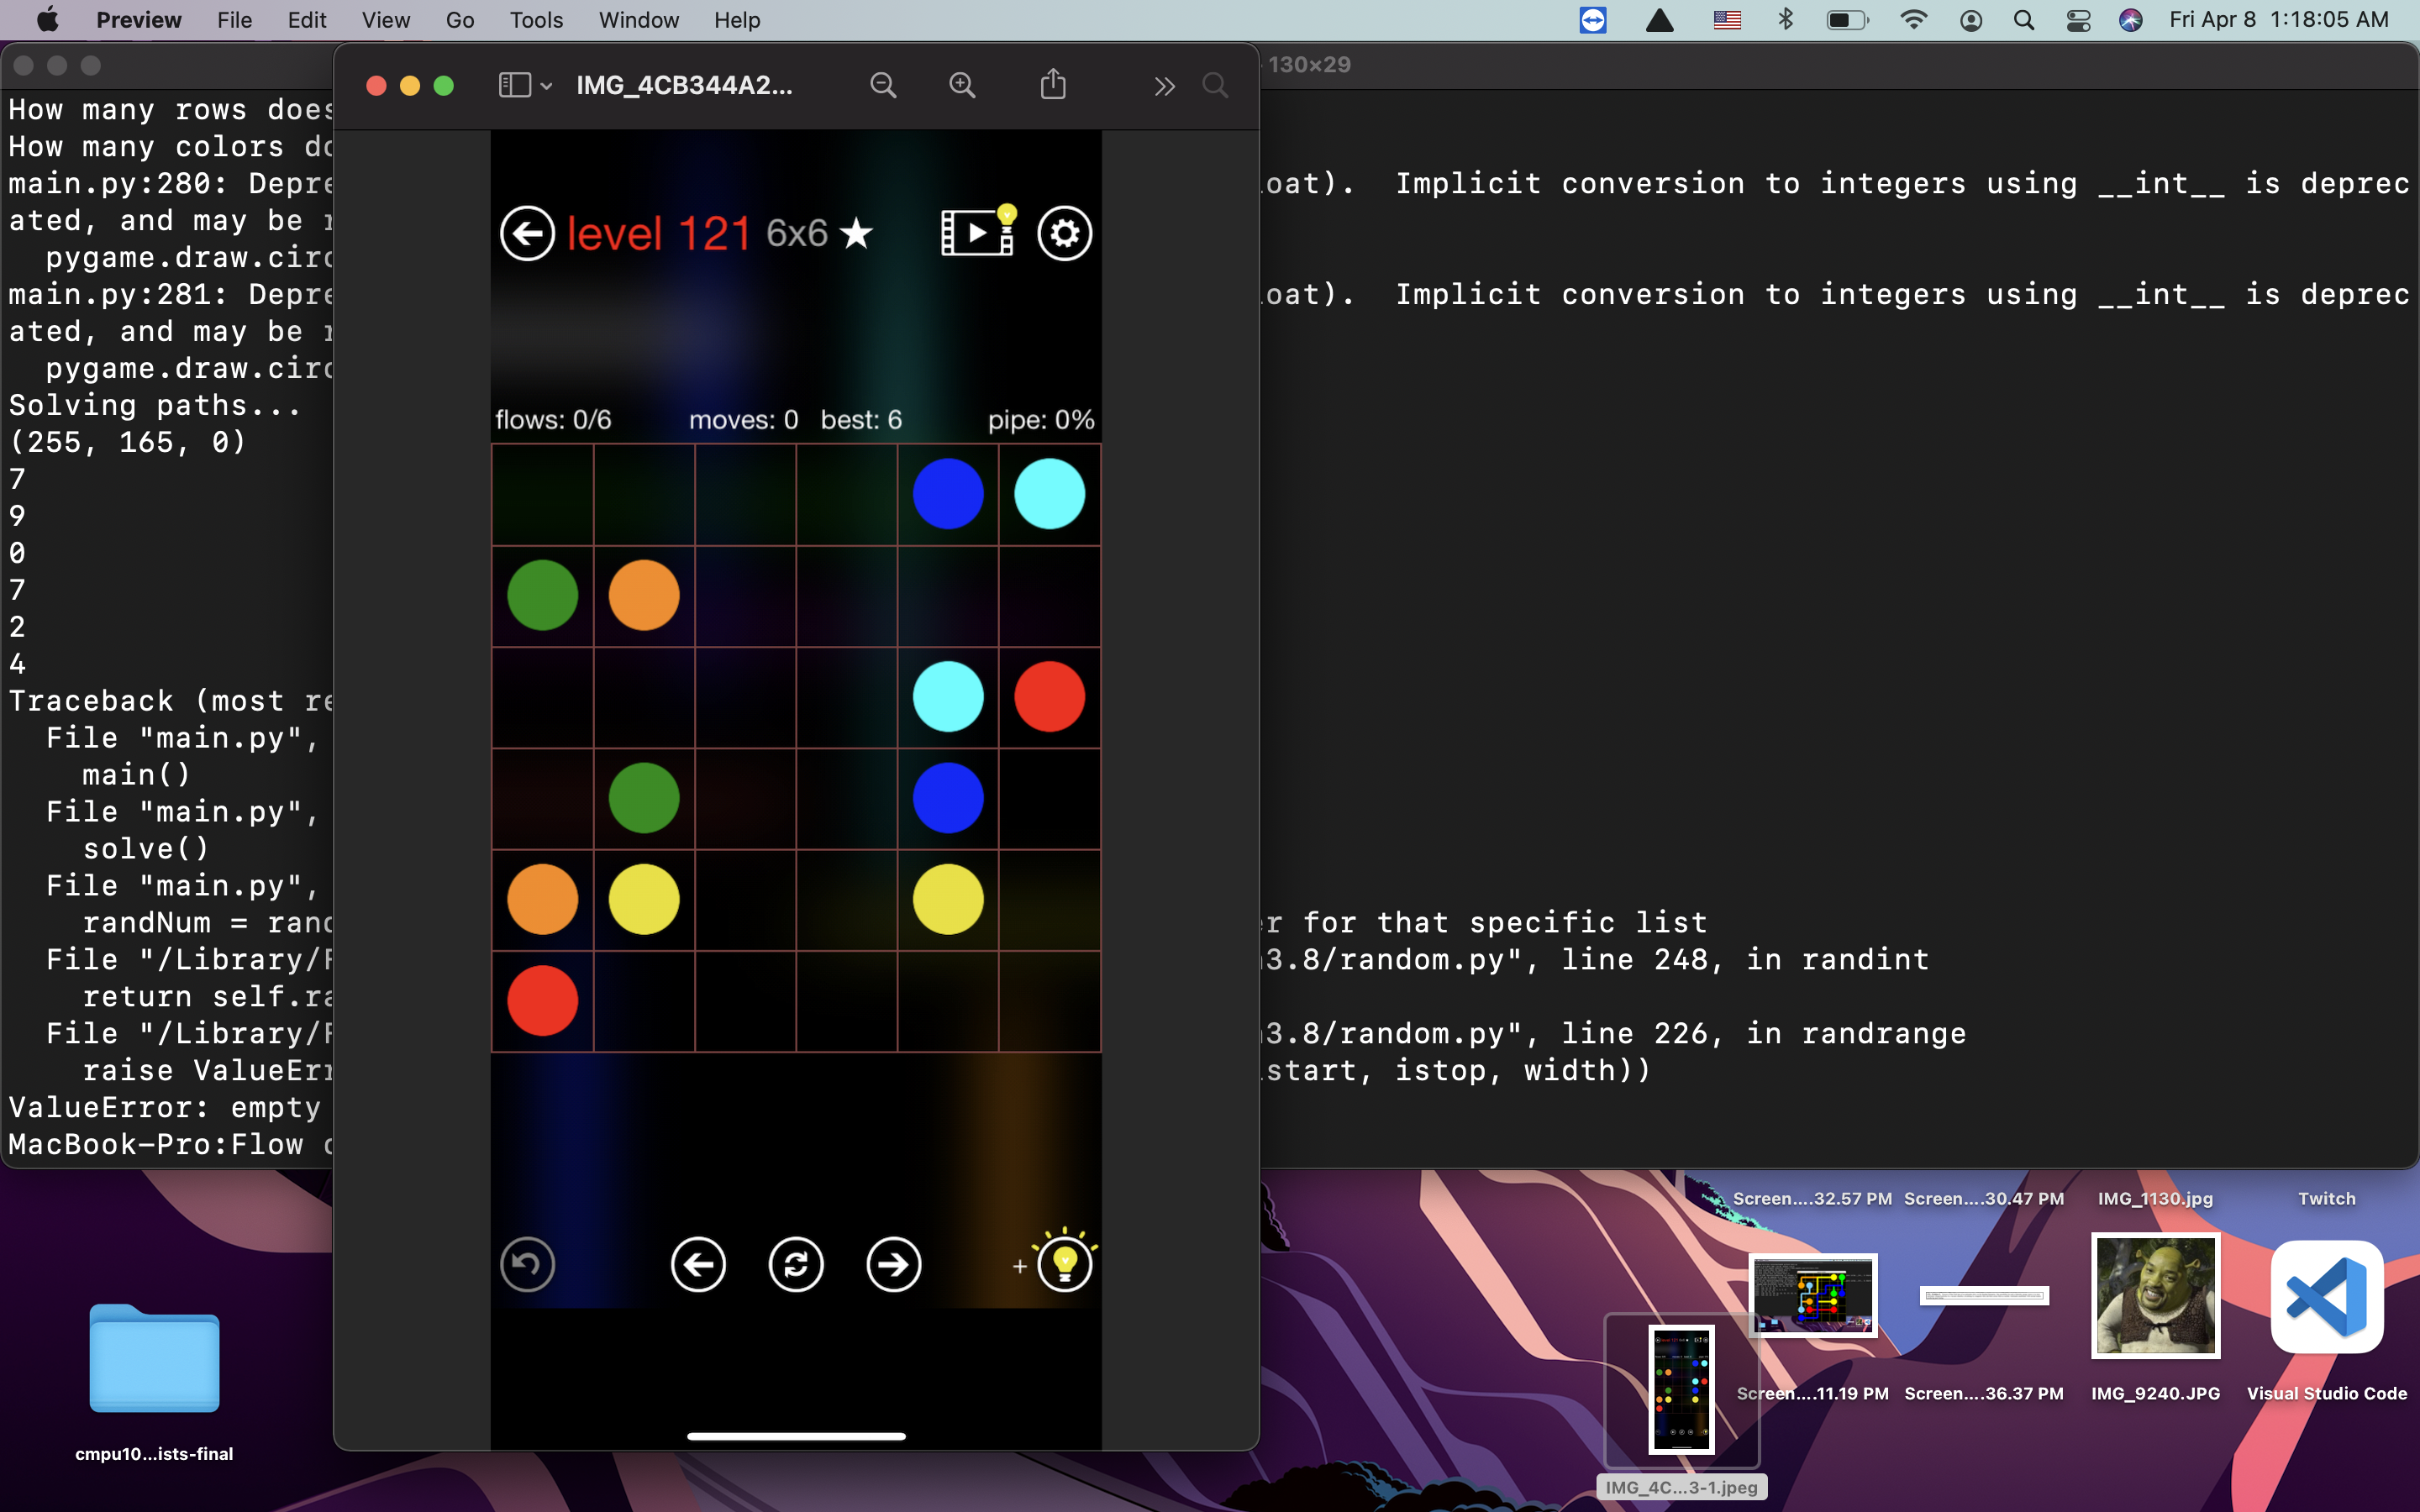 Preview File Edit View Go Tools Window Help Fri Apr 8 1:18:05 AM
130×29
IMG_4CB344A2...
How many rows does
How many colors
main.py:280: Depre
oat). Implicit conversion to integers using __int__ is deprec
ated, and may be
pygame.draw.circ
main.py:281: Depre
oat). Implicit conversion to integers using __int__ is deprec
ated, and may be
pygame.draw.circ
Solving paths...
(255, 165, 0)
7
9
0
7
2
4
Traceback (most re
File "main.py",
main()
File "main.py",
solve()
File "main.py",
randNum = rand
er for that specific list
File "/Library/F
3.8/random.py", line 248, in randint
return self.ra
File "/Library/F
3.8/random.py", line 226, in randrange
raise ValueErr
start, istop, width))
ValueError: empty
MacBook-Pro:Flow
level 121 6x6
flows: 0/6 moves: 0 best: 6 pipe: 0%
+
Screen....32.57 PM
Screen....30.47 PM
IMG_1130.jpg
Twitch
Screen....11.19 PM
Screen....36.37 PM
IMG_9240.JPG
Visual Studio Code
cmpu10...ists-final
IMG_4C...3-1.jpeg